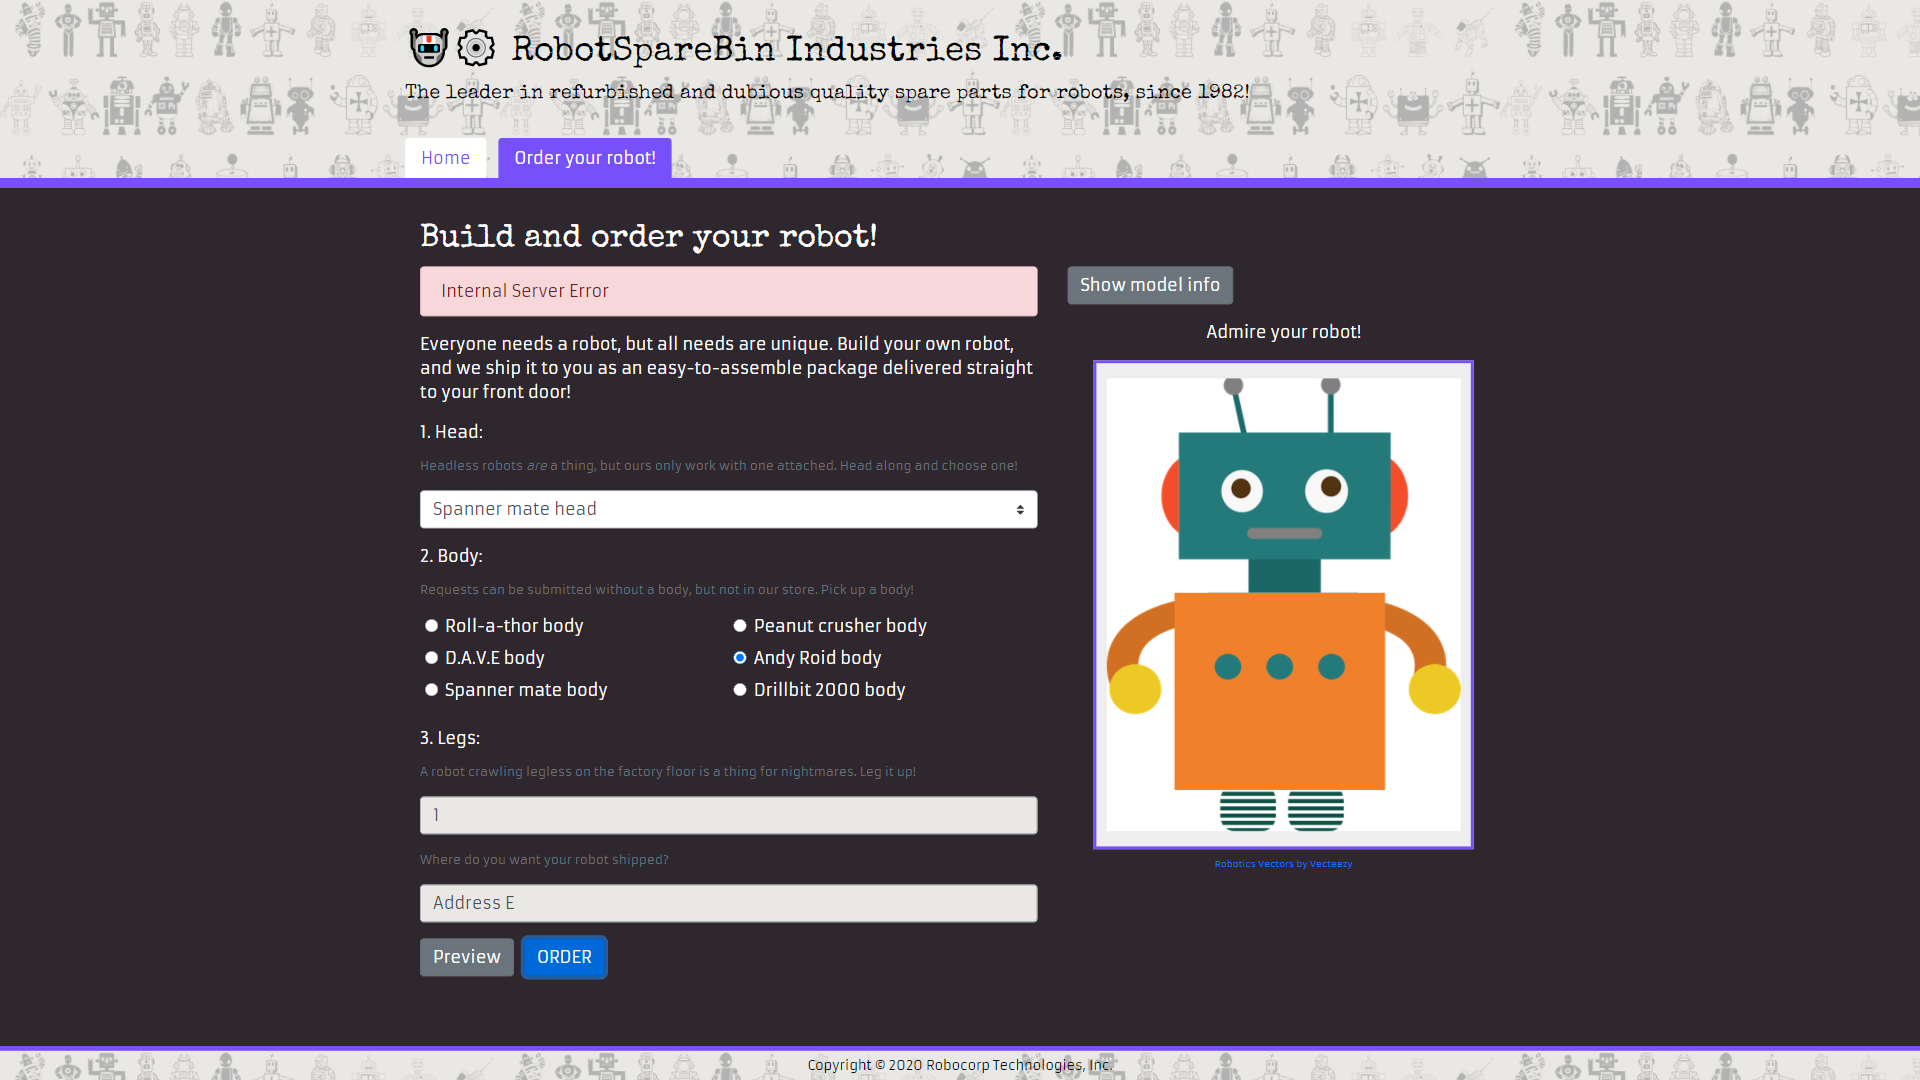 RobotSpareBin Industries Inc.
The leader in refurbished and dubious quality spare parts for robots, since 1982!
Home
Order your robot!
Build and order your robot!
Internal Server Error
Show model info
Everyone needs a robot, but all needs are unique. Build your own robot,
and we ship it to you as an easy-to-assemble package delivered straight
to your front door!
Admire your robot!
1. Head:
Headless robots are a thing, but ours only work with one attached. Head along and choose one!
Spanner mate head
2. Body:
Requests can be submitted without a body, but not in our store. Pick up a body!
Roll-a-thor body
Peanut crusher body
D.A.V.E body
Andy Roid body
Spanner mate body
Drillbit 2000 body
3. Legs:
A robot crawling legless on the factory floor is a thing for nightmares. Leg it up!
1
Where do you want your robot shipped?
Address E
Preview
ORDER
Robotics Vectors by Vecteezy
Copyright © 2020 Robocorp Technologies, Inc.